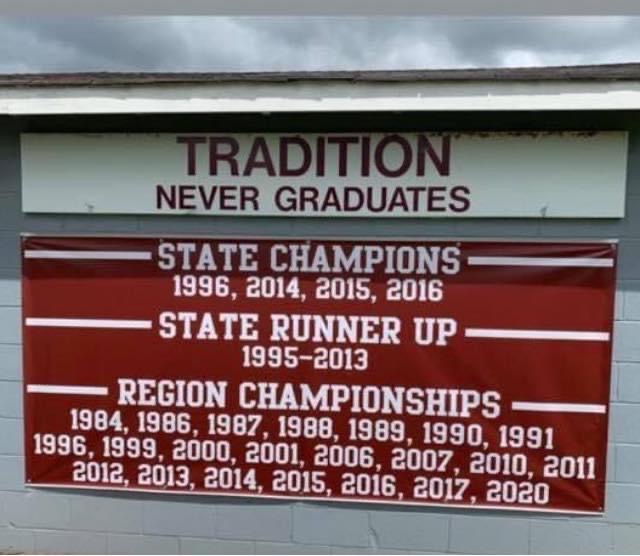 TRADITION
NEVER GRADUATES
STATE CHAMPIONS
1996, 2014, 2015, 2016
STATE RUNNER UP
1995-2013
REGION CHAMPIONSHIPS
1984, 1986, 1987, 1988, 1989, 1990, 1991
1996, 1999, 2000, 2001, 2006, 2007, 2010, 2011
2012, 2013, 2014, 2015, 2016, 2017, 2020